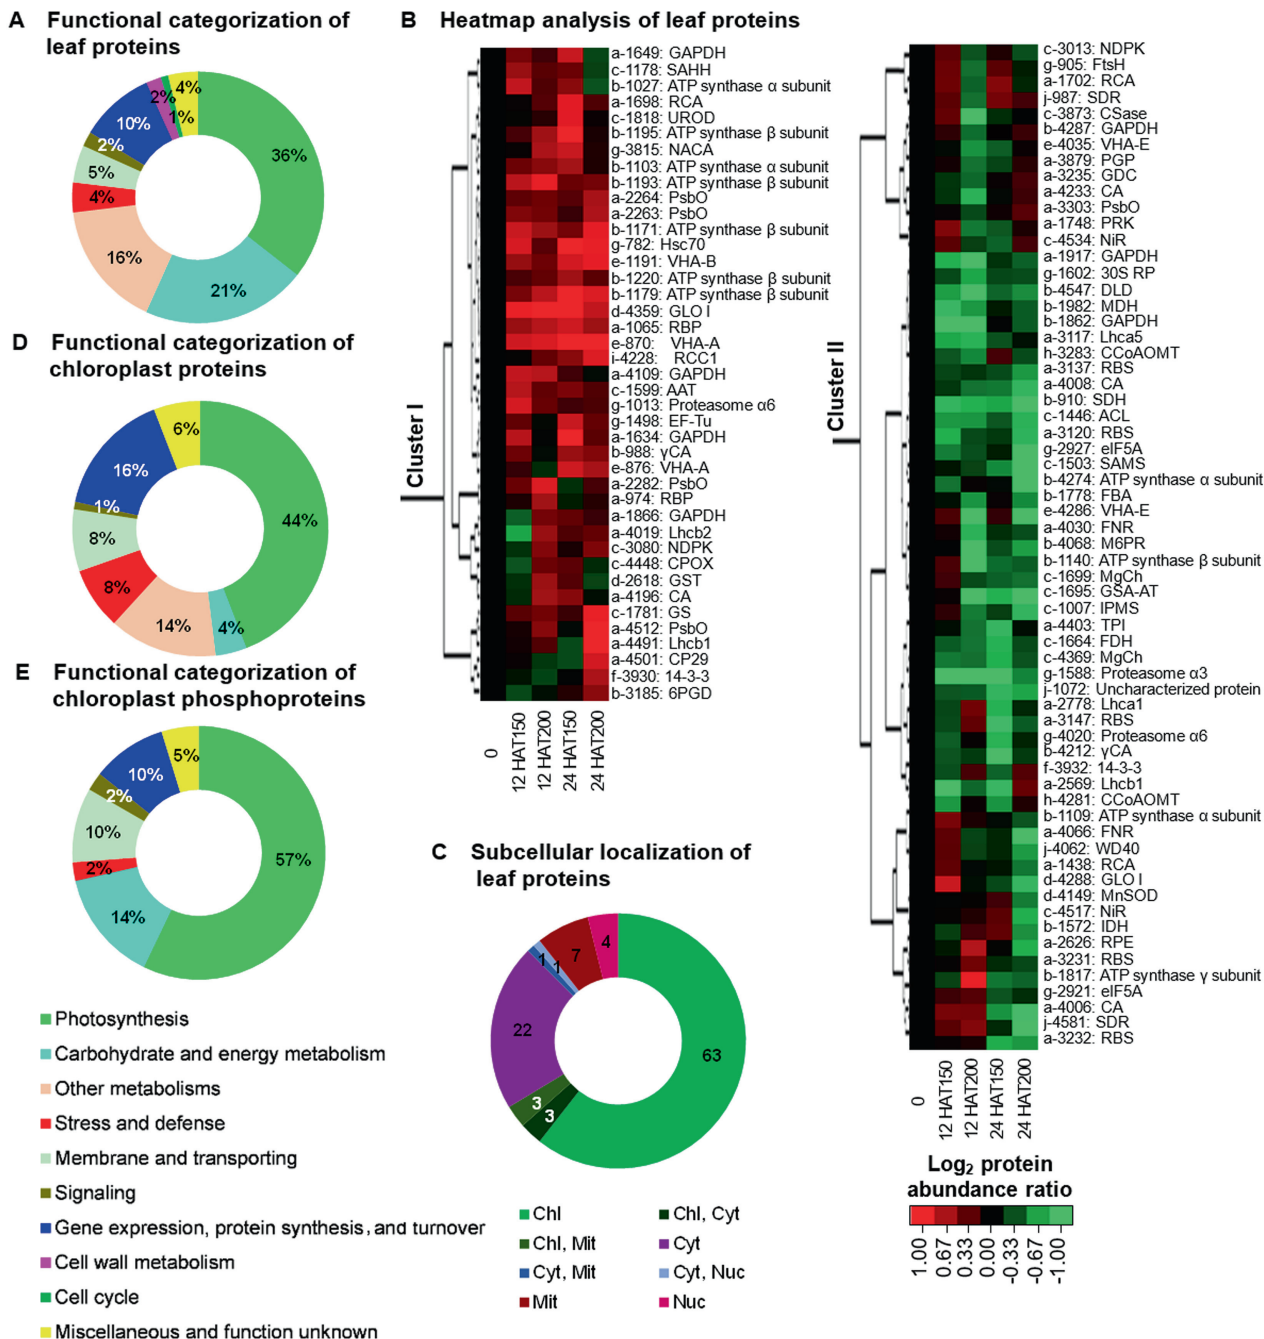 A Functional categorization of
leaf proteins
4%
2%
1%
10%
2%
5%
4%
16%
21%
36%
D Functional categorization of
chloroplast proteins
6%
16%
1%
8%
8%
14%
4%
44%
E Functional categorization of
chloroplast phosphoproteins
5%
10%
2%
10%
2%
14%
57%
Photosynthesis
Carbohydrate and energy metabolism
Other metabolisms
Stress and defense
Membrane and transporting
Signaling
Gene expression, protein synthesis, and turnover
Cell wall metabolism
Cell cycle
Miscellaneous and function unknown
B Heatmap analysis of leaf proteins
Cluster I
a-1649: GAPDH
c-1178: SAHH
b-1027: ATP synthase α subunit
a-1698: RCA
c-1818: UROD
b-1195: ATP synthase β subunit
g-3815: NACA
b-1103: ATP synthase α subunit
b-1193: ATP synthase β subunit
a-2264: PsbO
a-2263: PsbO
b-1171: ATP synthase β subunit
g-782: Hsc70
e-1191: VHA-B
b-1220: ATP synthase β subunit
b-1179: ATP synthase β subunit
d-4359: GLO I
a-1065: RBP
e-870: VHA-A
i-4228: RCC1
a-4109: GAPDH
c-1599: AAT
g-1013: Proteasome α6
g-1498: EF-Tu
a-1634: GAPDH
b-988: γCA
e-876: VHA-A
a-2282: PsbO
a-974: RBP
a-1866: GAPDH
a-4019: Lhcb2
c-3080: NDPK
c-4448: CPOX
d-2618: GST
a-4196: CA
c-1781: GS
a-4512: PsbO
a-4491: Lhcb1
a-4501: CP29
f-3930: 14-3-3
b-3185: 6PGD
0
12 HAT150
12 HAT200
24 HAT150
24 HAT200
Cluster II
c-3013: NDPK
g-905: FtsH
a-1702: RCA
j-987: SDR
c-3873: CSase
b-4287: GAPDH
e-4035: VHA-E
a-3879: PGP
a-3235: GDC
a-4233: CA
a-3303: PsbO
a-1748: PRK
c-4534: NiR
a-1917: GAPDH
g-1602: 30S RP
b-4547: DLD
b-1982: MDH
b-1862: GAPDH
a-3117: Lhca5
h-3283: CCoAOMT
a-3137: RBS
a-4008: CA
b-910: SDH
c-1446: ACL
a-3120: RBS
g-2927: eIF5A
c-1503: SAMS
b-4274: ATP synthase α subunit
b-1778: FBA
e-4286: VHA-E
a-4030: FNR
b-4068: M6PR
b-1140: ATP synthase β subunit
c-1699: MgCh
c-1695: GSA-AT
c-1007: IPMS
a-4403: TPI
c-1664: FDH
c-4369: MgCh
g-1588: Proteasome α3
j-1072: Uncharacterized protein
a-2778: Lhca1
a-3147: RBS
g-4020: Proteasome α6
b-4212: γCA
f-3932: 14-3-3
a-2569: Lhcb1
h-4281: CCoAOMT
b-1109: ATP synthase α subunit
a-4066: FNR
j-4062: WD40
a-1438: RCA
d-4288: GLO I
d-4149: MnSOD
c-4517: NiR
b-1572: IDH
a-2626: RPE
a-3231: RBS
b-1817: ATP synthase γ subunit
g-2921: eIF5A
a-4006: CA
j-4581: SDR
a-3232: RBS
0
12 HAT150
12 HAT200
24 HAT150
24 HAT200
Log₂ protein
abundance ratio
1.00
0.67
0.33
0.00
-0.33
-0.67
-1.00
C Subcellular localization of
leaf proteins
4
7
1
1
22
3
3
63
Chl
Chl, Cyt
Chl, Mit
Cyt
Cyt, Mit
Cyt, Nuc
Mit
Nuc